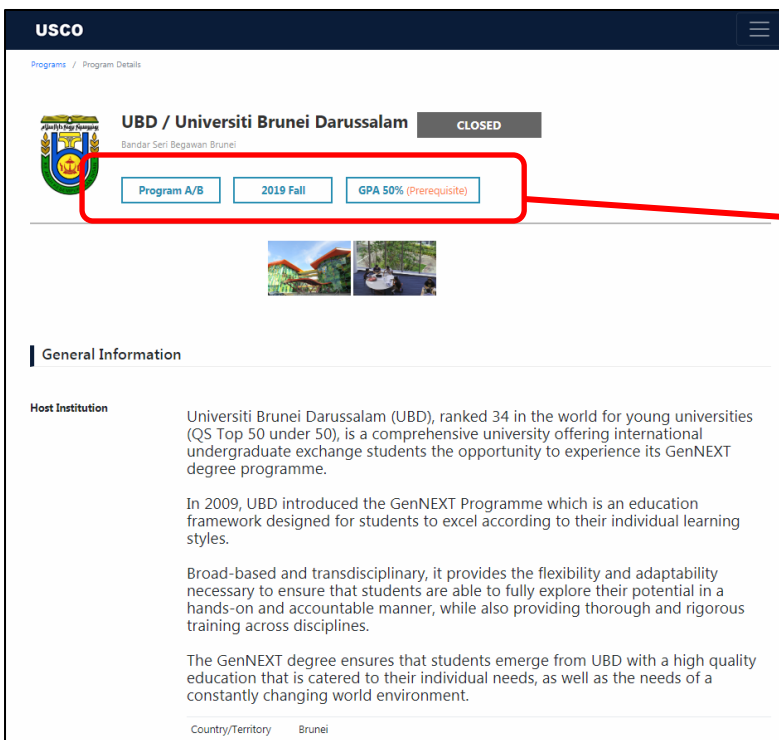 USCO
Programs / Program Details
UBD / Universiti Brunei Darussalam CLOSED
Bandar Seri Begawan Brunei
Program A/B 2019 Fall GPA 50% (Prerequisite)
General Information
Host Institution
Universiti Brunei Darussalam (UBD), ranked 34 in the world for young universities
(QS Top 50 under 50), is a comprehensive university offering international
undergraduate exchange students the opportunity to experience its GenNEXT
degree programme.
In 2009, UBD introduced the GenNEXT Programme which is an education
framework designed for students to excel according to their individual learning
styles.
Broad-based and transdisciplinary, it provides the flexibility and adaptability
necessary to ensure that students are able to fully explore their potential in a
hands-on and accountable manner, while also providing thorough and rigorous
training across disciplines.
The GenNEXT degree ensures that students emerge from UBD with a high quality
education that is catered to their individual needs, as well as the needs of a
constantly changing world environment.
Country/Territory Brunei